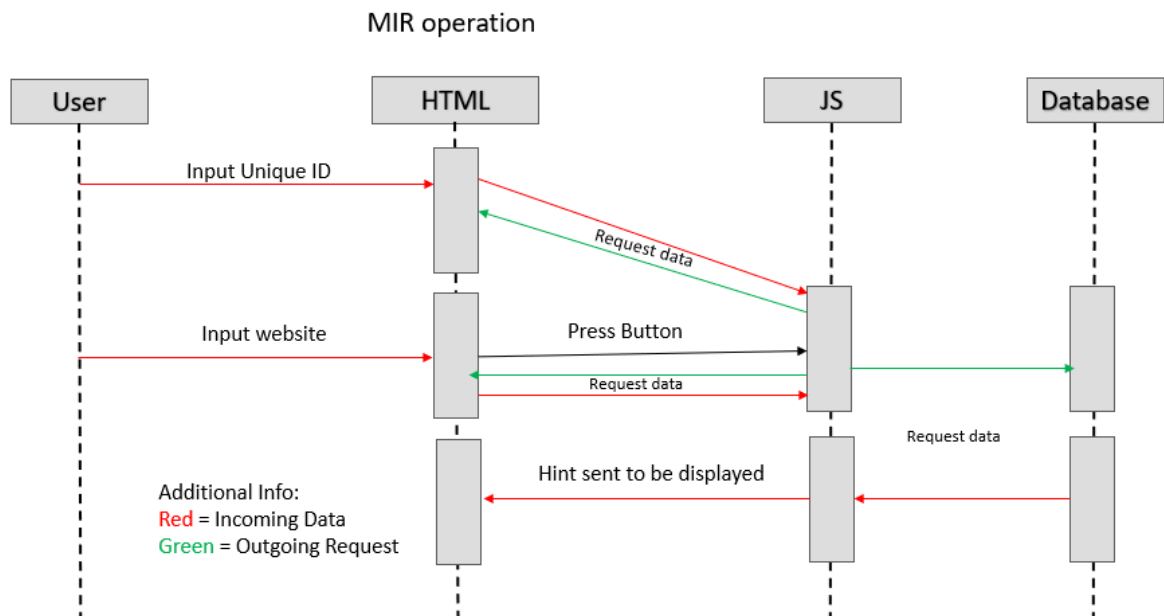 MIR operation
User
HTML
JS
Database
Input Unique ID
Request data
Input website
Press Button
Request data
Request data
Hint sent to be displayed
Additional Info:
Red = Incoming Data
Green = Outgoing Request